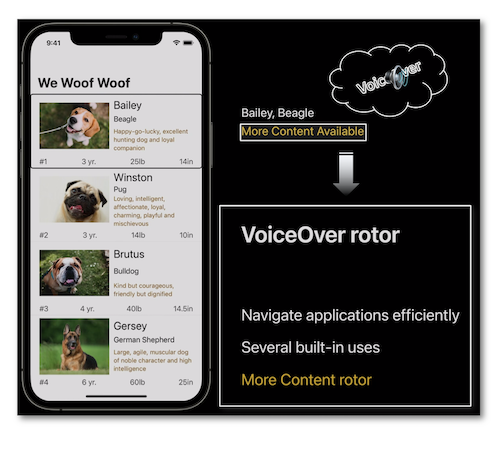 9:41
We Woof Woof
Bailey
Beagle
Happy-go-lucky, excellent
hunting dog and loyal
companion
#1 3 yr. 25lb 14in
Winston
Pug
Loving, intelligent,
affectionate, loyal,
charming, playful and
mischievous
#2 3 yr. 14lb 10in
Brutus
Bulldog
Kind but courageous,
friendly but dignified
#3 4 yr. 40lb 14.5in
Gersey
German Shepherd
Large, agile, muscular dog
of noble character and high
intelligence
#4 6 yr. 60lb 25in
VoiceOver
Bailey, Beagle
More Content Available
VoiceOver rotor
Navigate applications efficiently
Several built-in uses
More Content rotor